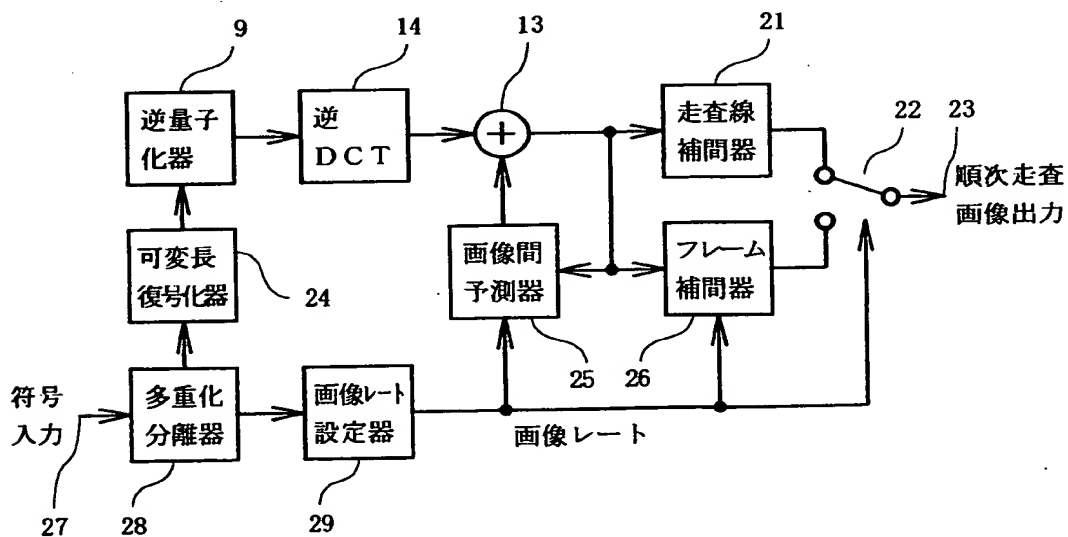 9
14
13
21
逆量子
化器
逆
DCT
+
走査線
補間器
22
23
順次走査
画像出力
可変長
復号化器
24
画像間
予測器
フレーム
補間器
25
26
符号
入力
多重化
分離器
画像レート
設定器
画像レート
27
28
29